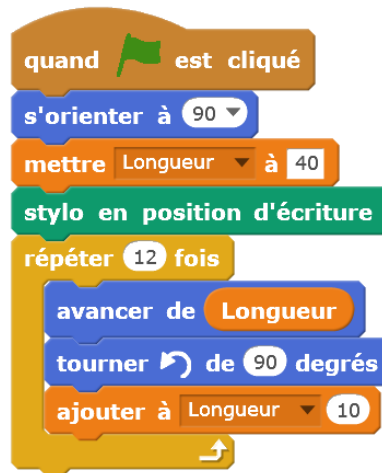 quand est cliqué
s'orienter à 90
mettre Longueur à 40
stylo en position d'écriture
répéter 12 fois
avancer de Longueur
tourner de 90 degrés
ajouter à Longueur 10